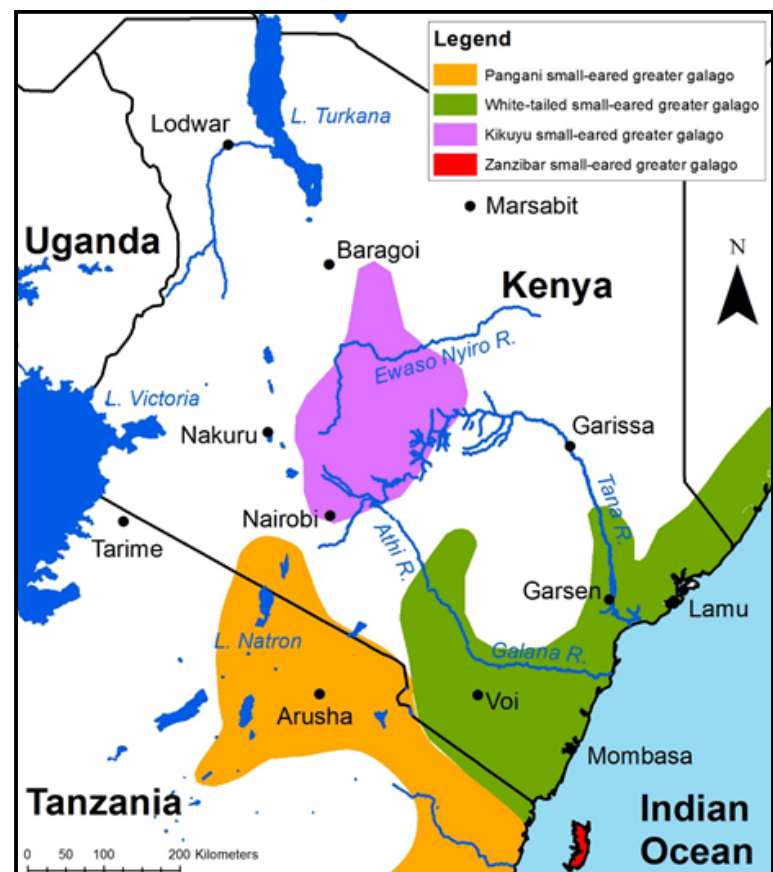 Legend
Pangani small-eared greater galago
White-tailed small-eared greater galago
Kikuyu small-eared greater galago
Zanzibar small-eared greater galago
L. Turkana
Lodwar
Marsabit
Uganda
Baragoi
N
Kenya
Ewaso Nyiro R.
L. Victoria
Nakuru
Garissa
Tana R.
Nairobi
Tarime
Athi R.
Garsen
Lamu
L. Natron
Galana R.
Arusha
Voi
Mombasa
Tanzania
Indian
Ocean
0 50 100 200 Kilometers